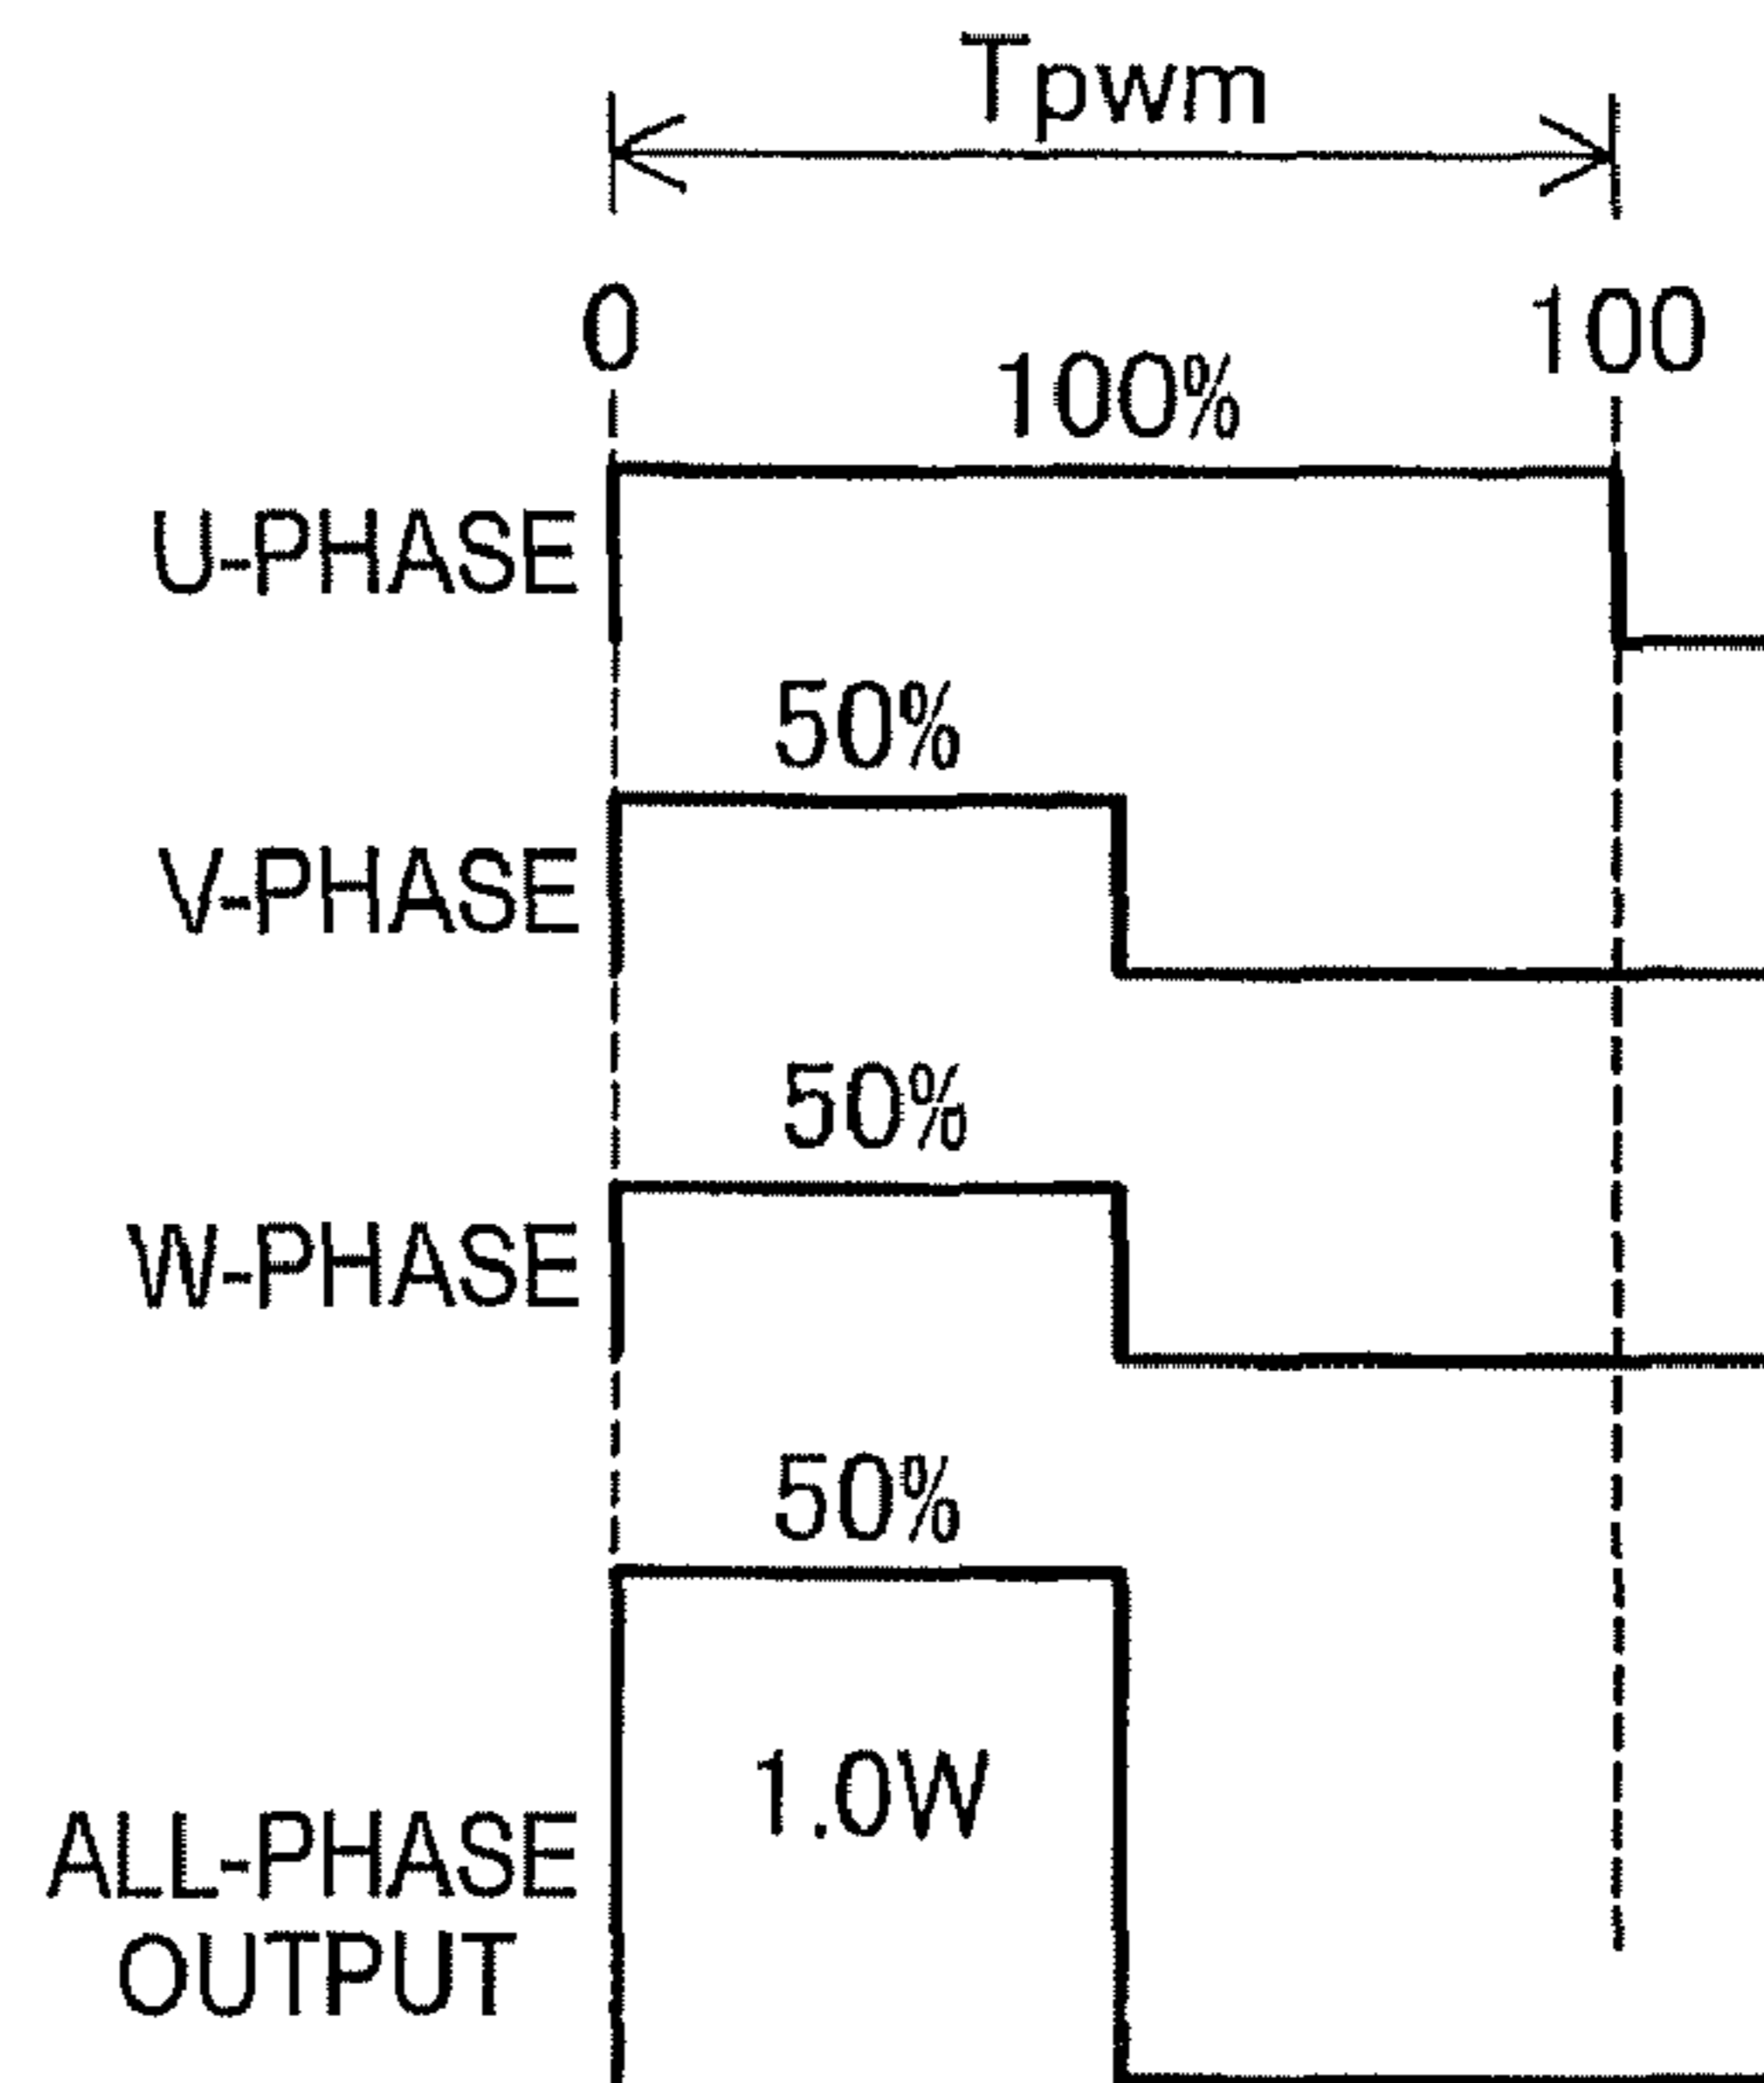 Tpwm
0
100
100%
U-PHASE
50%
V-PHASE
50%
W-PHASE
50%
1.0W
ALL-PHASE
OUTPUT